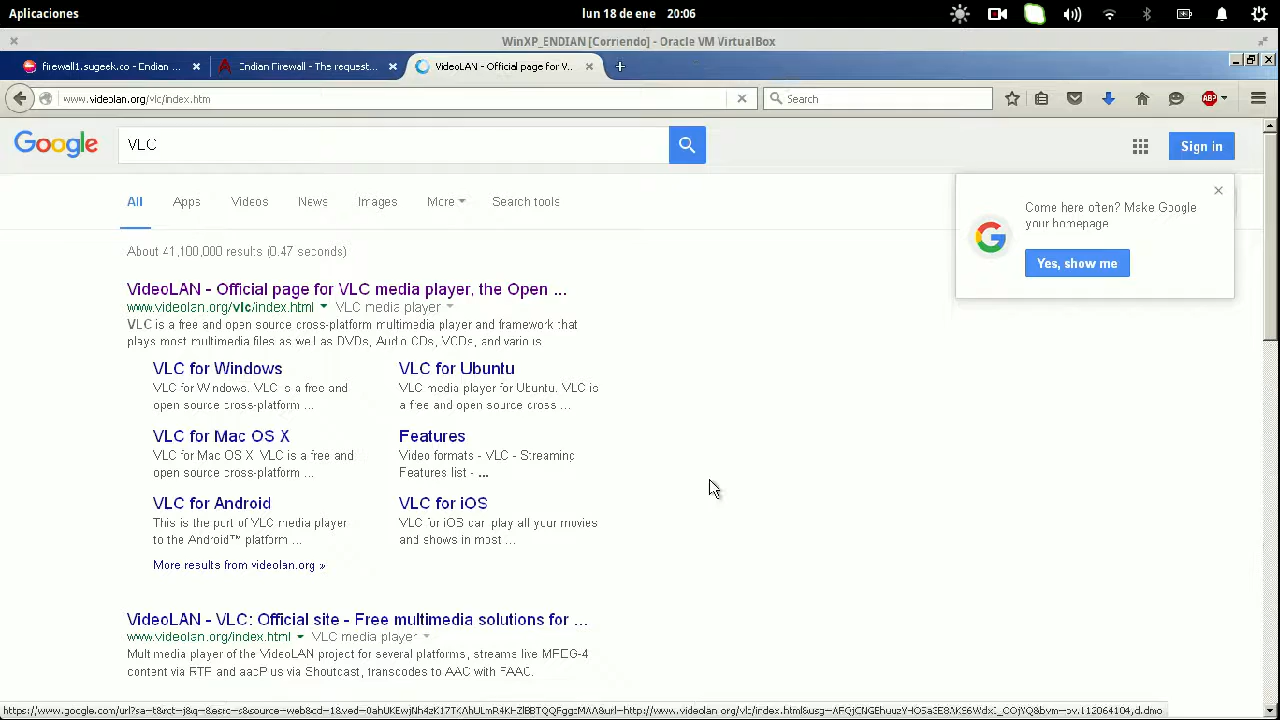 Aplicaciones
lun 18 de ene 20:06
WinXP_ENDIAN [Corriendo] - Oracle VM VirtualBox
firewall1.sugeek.co - Endian ...
Endian Firewall - The request...
VideoLAN - Official page for V...
www.videolan.org/vlc/index.htm
Search
ABP
Google
VLC
Sign in
All
Apps
Videos
News
Images
More
Search tools
Come here often? Make Google
your homepage
Yes, show me
About 41,100,000 results (0.47 seconds)
VideoLAN - Official page for VLC media player, the Open ...
www.videolan.org/vlc/index.html
VLC media player
VLC is a free and open source cross-platform multimedia player and framework that
plays most multimedia files as well as DVDs, Audio CDs, VCDs, and various
VLC for Windows
VLC for Windows. VLC is a free and
open source cross-platform ...
VLC for Ubuntu
VLC media player for Ubuntu. VLC is
a free and open source cross ...
VLC for Mac OS X
VLC for Mac OS X. VLC is a free and
open source cross-platform ...
Features
Video formats - VLC - Streaming
Features list - ...
VLC for Android
This is the port of VLC media player
to the Android™ platform ...
VLC for iOS
VLC for iOS can play all your movies
and shows in most ...
More results from videolan.org »
VideoLAN - VLC: Official site - Free multimedia solutions for ...
www.videolan.org/index.html
VLC media player
Multimedia player of the VideoLAN project for several platforms, streams live MPEG-4
content via RTP and aacPlus via Shoutcast, transcodes to AAC with FAAC.